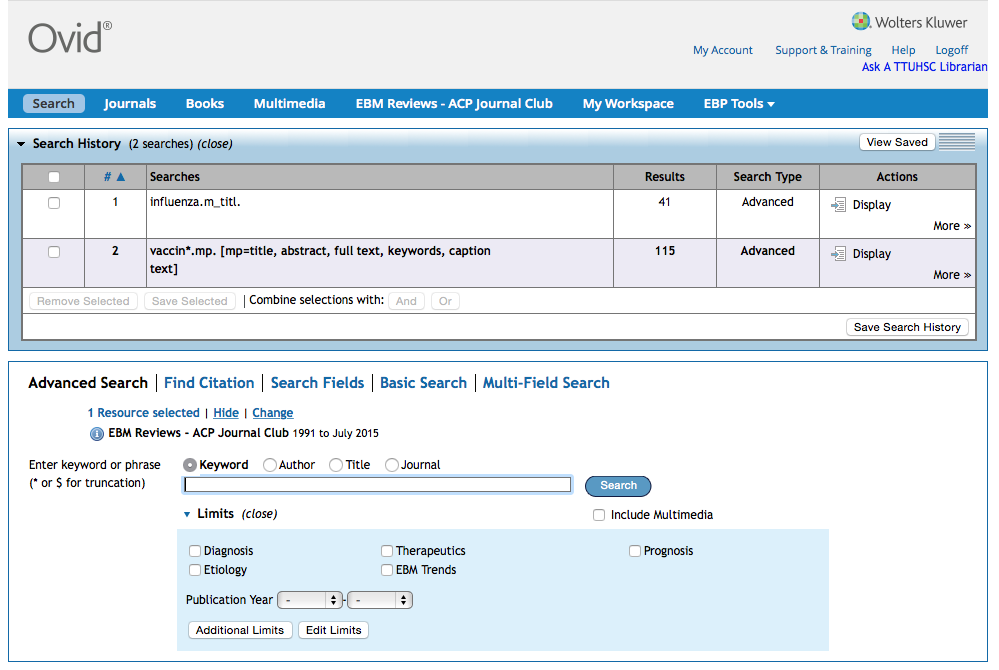 Ovid®
Wolters Kluwer
My Account Support & Training Help Logoff
Ask A TTUHSC Librarian
Search Journals Books Multimedia EBM Reviews - ACP Journal Club My Workspace EBP Tools
Search History (2 searches) (close) View Saved
# Searches Results Search Type Actions
1 influenza.m_titl. 41 Advanced Display
More »
2 vaccin*.mp. [mp=title, abstract, full text, keywords, caption 115 Advanced Display
text]
More »
Remove Selected Save Selected | Combine selections with: And Or
Save Search History
Advanced Search | Find Citation | Search Fields | Basic Search | Multi-Field Search
1 Resource selected | Hide | Change
EBM Reviews - ACP Journal Club 1991 to July 2015
Enter keyword or phrase Keyword Author Title Journal
(* or $ for truncation) Search
Limits (close) Include Multimedia
Diagnosis Therapeutics Prognosis
Etiology EBM Trends
Publication Year - - -
Additional Limits Edit Limits